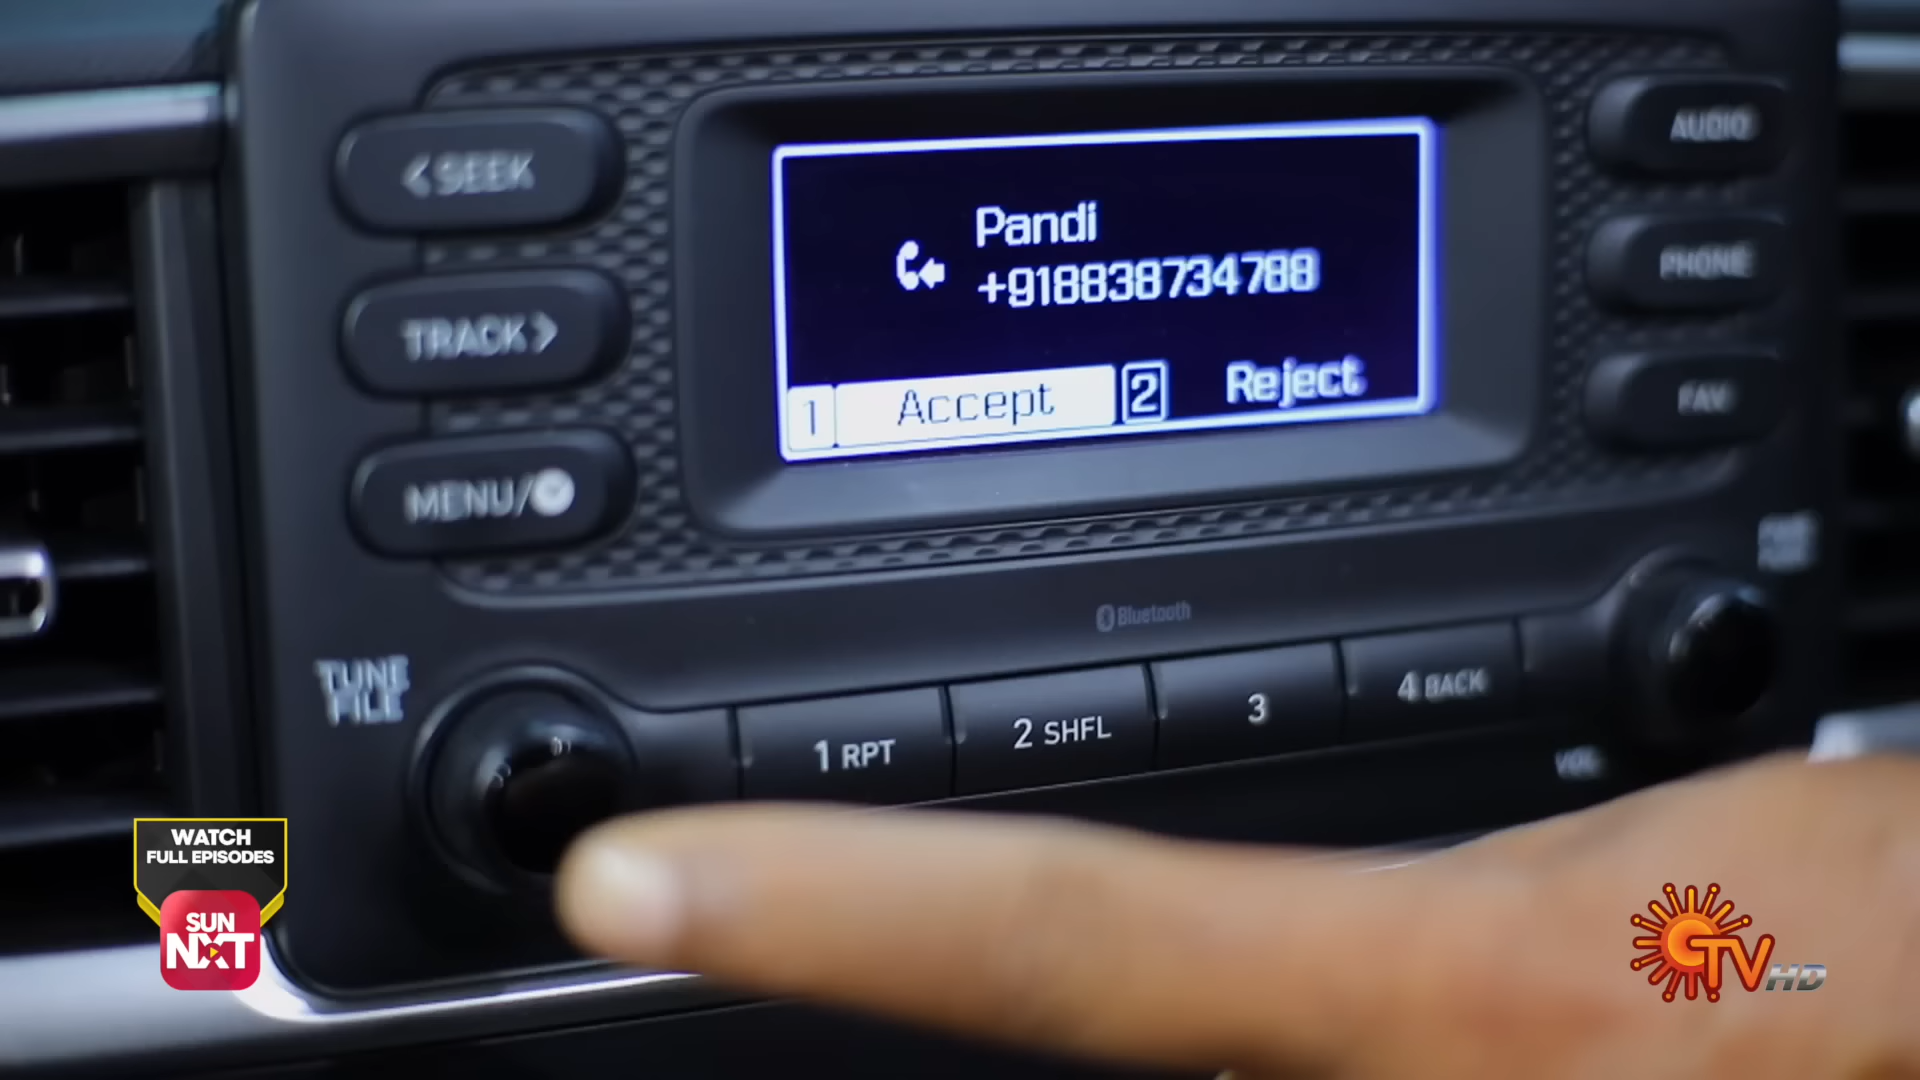 <SEEK
TRACK>
MENU/
Pandi
+918838734788
1 Accept 2 Reject
AUDIO
PHONE
FAV
Bluetooth
TUNE
FILE
1 RPT
2 SHFL
3
4 BACK
VOL
WATCH
FULL EPISODES
SUN
NXT
TV HD